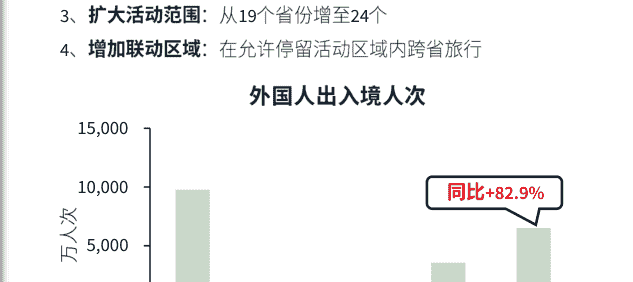 3、扩大活动范围：从19个省份增至24个
4、增加联动区域：在允许停留活动区域内跨省旅行
外国人出入境人次
15,000
同比+82.9%
10,000
万人次
5,000